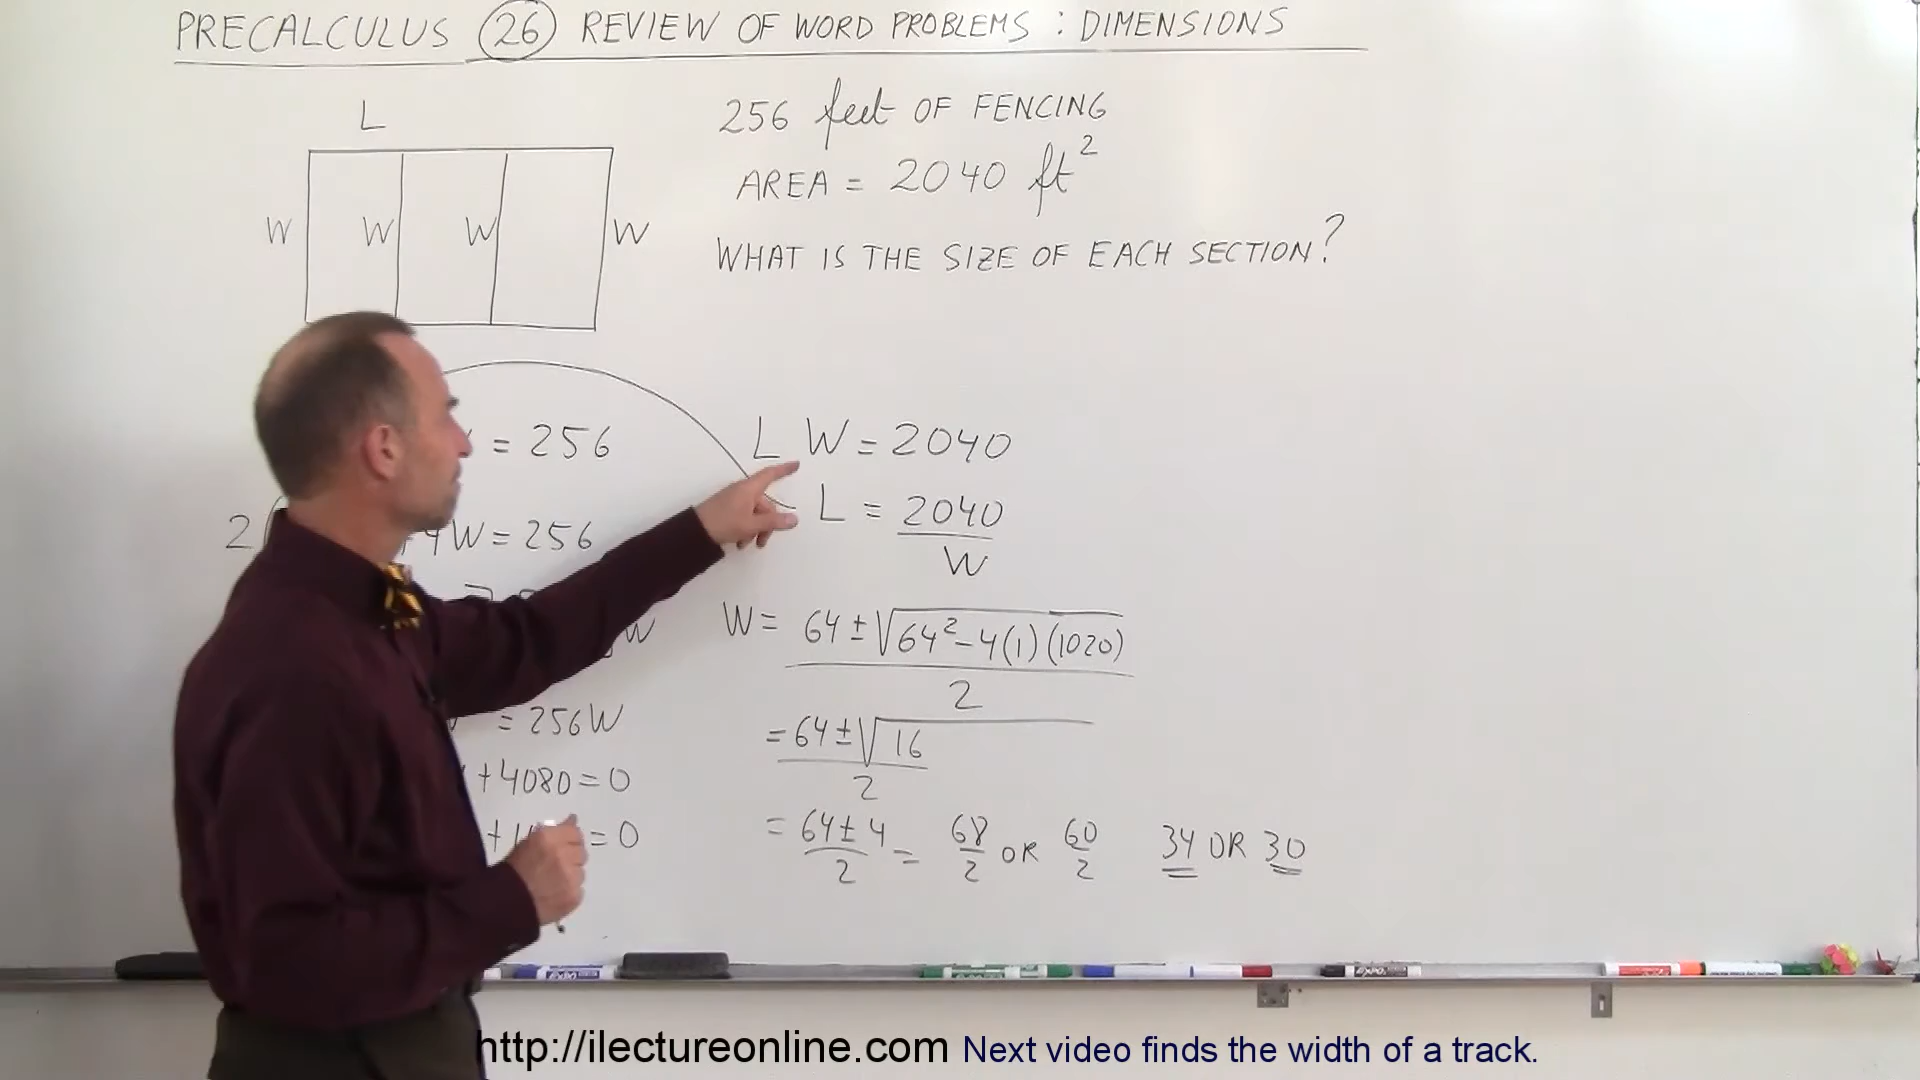 PRECALCULUS 26 REVIEW OF WORD PROBLEMS : DIMENSIONS
L
W W W W
256 feet OF FENCING
AREA = 2040 ft²
WHAT IS THE SIZE OF EACH SECTION?
= 256
2 +4W = 256
W
= 256W
+4080 = 0
= 0
L W = 2040
L = 2040 / W
W = 64 ± √(64² - 4(1)(1020)) / 2
= 64 ± √16 / 2
= 64 ± 4 / 2 = 68/2 OR 60/2 34 OR 30
http://ilectureonline.com Next video finds the width of a track.